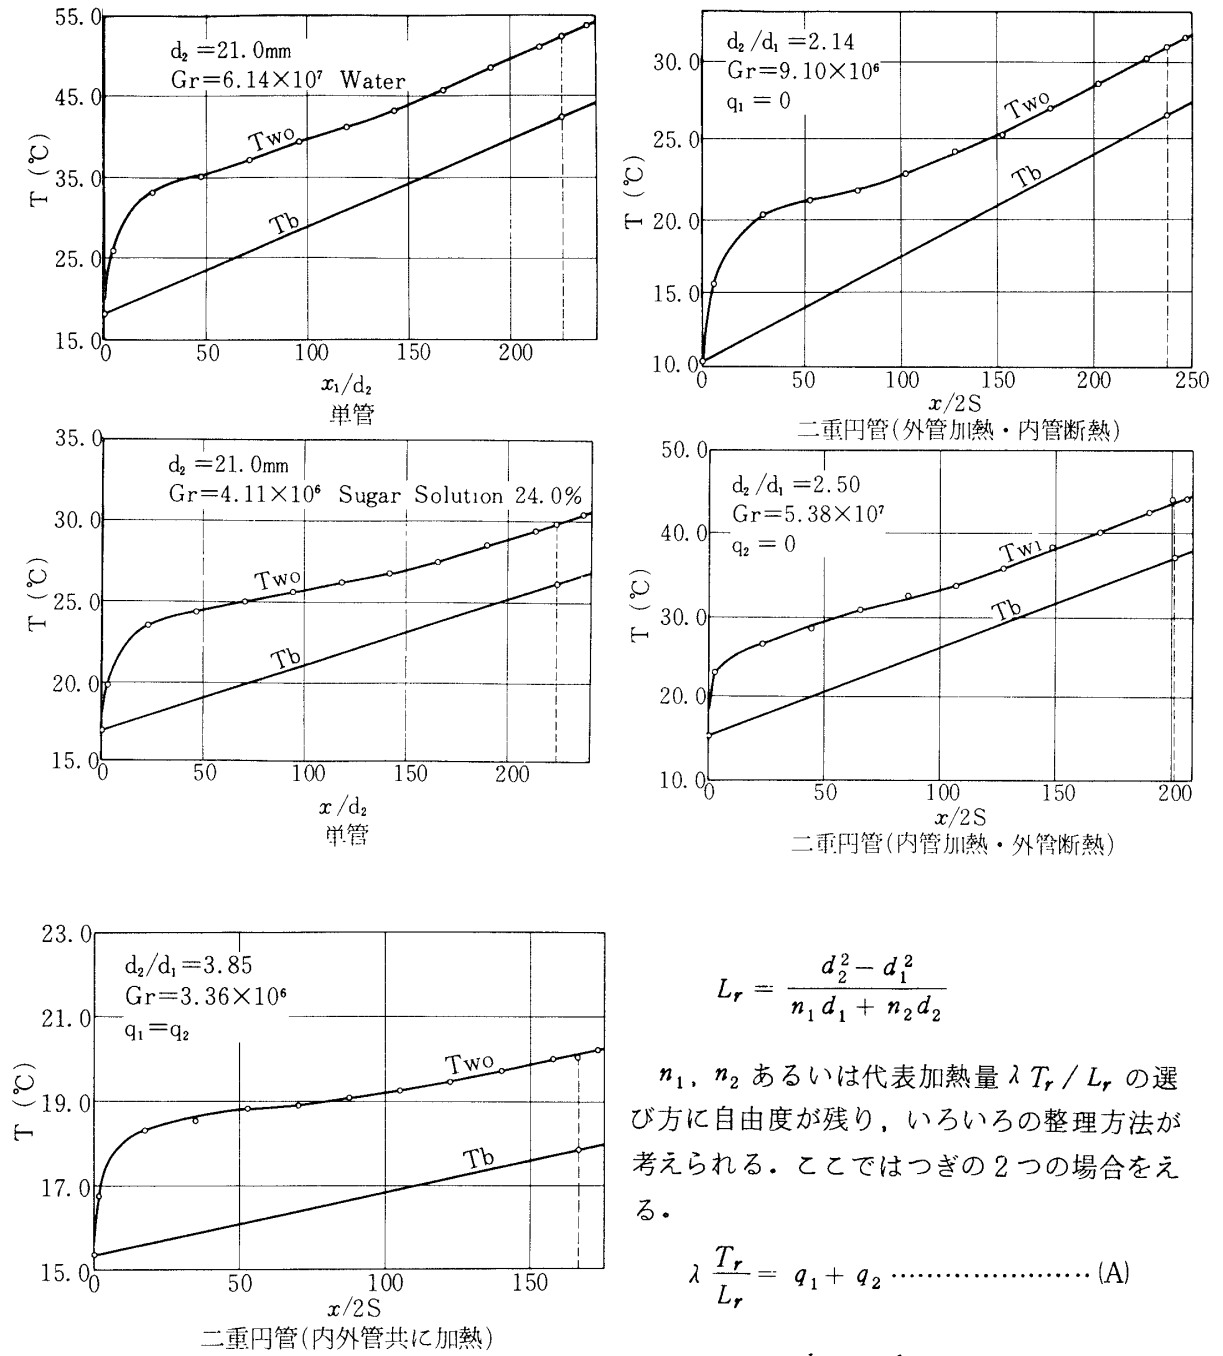 55.0
45.0
35.0
25.0
15.0
T (℃)
d₂=21.0mm
Gr=6.14×10⁷ Water
Two
Tb
0 50 100 150 200
x₁/d₂
単管
30.0
25.0
20.0
15.0
10.0
T (℃)
d₂/d₁=2.14
Gr=9.10×10⁶
q₁=0
Two
Tb
0 50 100 150 200 250
x/2S
二重円管(外管加熱・内管断熱)
35.0
30.0
25.0
20.0
15.0
T (℃)
d₂=21.0mm
Gr=4.11×10⁶ Sugar Solution 24.0%
Two
Tb
0 50 100 150 200
x/d₂
単管
50.0
40.0
30.0
20.0
10.0
T (℃)
d₂/d₁=2.50
Gr=5.38×10⁷
q₂=0
Tw₁
Tb
0 50 100 150 200
x/2S
二重円管(内管加熱・外管断熱)
23.0
21.0
19.0
17.0
15.0
T (℃)
d₂/d₁=3.85
Gr=3.36×10⁶
q₁=q₂
Two
Tb
0 50 100 150
x/2S
二重円管(内外管共に加熱)
Lᵣ = (d₂² − d₁²) / (n₁d₁ + n₂d₂)
n₁, n₂ あるいは代表加熱量 λTᵣ/Lᵣ の選
び方に自由度が残り,いろいろの整理方法が
考えられる.ここではつぎの2つの場合をえ
る.
λ Tᵣ/Lᵣ = q₁ + q₂ ……………………(A)